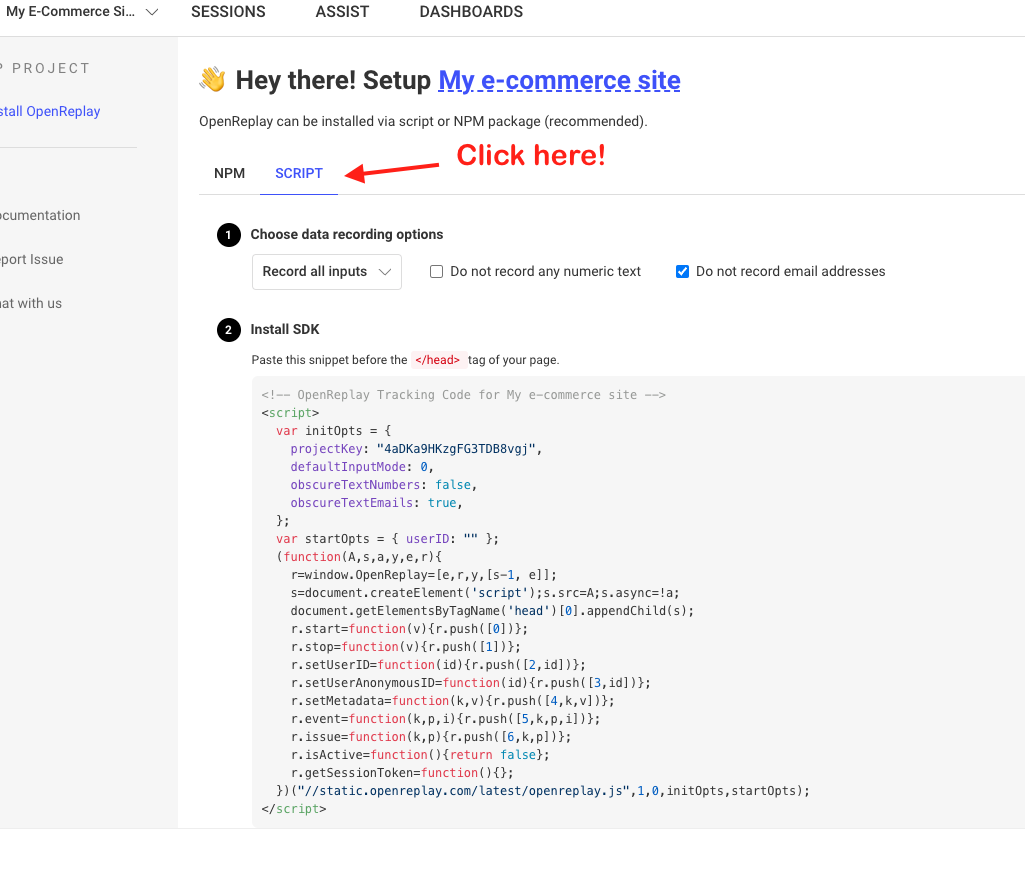 My E-Commerce Si... SESSIONS ASSIST DASHBOARDS
PROJECT
stall OpenReplay
ocumentation
port Issue
at with us
👋 Hey there! Setup My e-commerce site
OpenReplay can be installed via script or NPM package (recommended).
Click here!
NPM SCRIPT
1 Choose data recording options
Record all inputs Do not record any numeric text Do not record email addresses
2 Install SDK
Paste this snippet before the </head> tag of your page.
<!-- OpenReplay Tracking Code for My e-commerce site -->
<script>
  var initOpts = {
    projectKey: "4aDKa9HKzgFG3TDB8vgj",
    defaultInputMode: 0,
    obscureTextNumbers: false,
    obscureTextEmails: true,
  };
  var startOpts = { userID: "" };
  (function(A,s,a,y,e,r){
    r=window.OpenReplay=[e,r,y,[s-1, e]];
    s=document.createElement('script');s.src=A;s.async=!a;
    document.getElementsByTagName('head')[0].appendChild(s);
    r.start=function(v){r.push([0])};
    r.stop=function(v){r.push([1])};
    r.setUserID=function(id){r.push([2,id])};
    r.setUserAnonymousID=function(id){r.push([3,id])};
    r.setMetadata=function(k,v){r.push([4,k,v])};
    r.event=function(k,p,i){r.push([5,k,p,i])};
    r.issue=function(k,p){r.push([6,k,p])};
    r.isActive=function(){return false};
    r.getSessionToken=function(){};
  })("//static.openreplay.com/latest/openreplay.js",1,0,initOpts,startOpts);
</script>